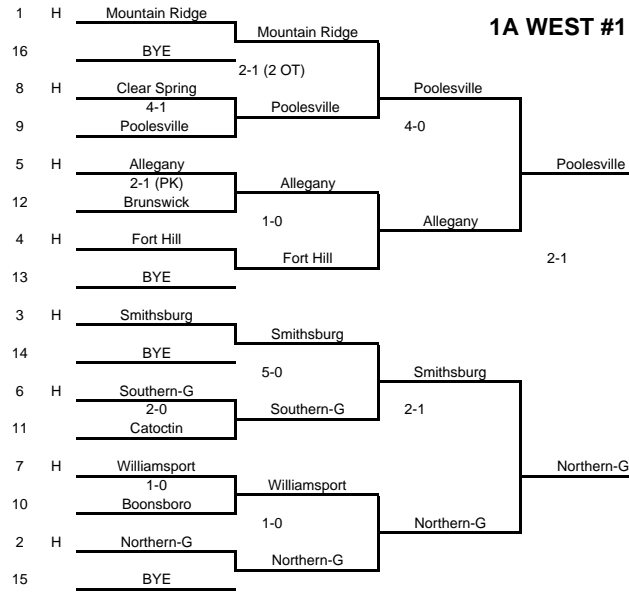 1A WEST #1
1 H Mountain Ridge
Mountain Ridge
16 BYE
2-1 (2 OT)
Poolesville
8 H Clear Spring
4-1
Poolesville
9 Poolesville
4-0
Poolesville
5 H Allegany
2-1 (PK)
Allegany
12 Brunswick
1-0
Allegany
4 H Fort Hill
Fort Hill
2-1
13 BYE
3 H Smithsburg
Smithsburg
14 BYE
5-0
Smithsburg
6 H Southern-G
2-0
Southern-G
2-1
11 Catoctin
7 H Williamsport
Northern-G
1-0
Williamsport
10 Boonsboro
1-0
Northern-G
2 H Northern-G
Northern-G
15 BYE